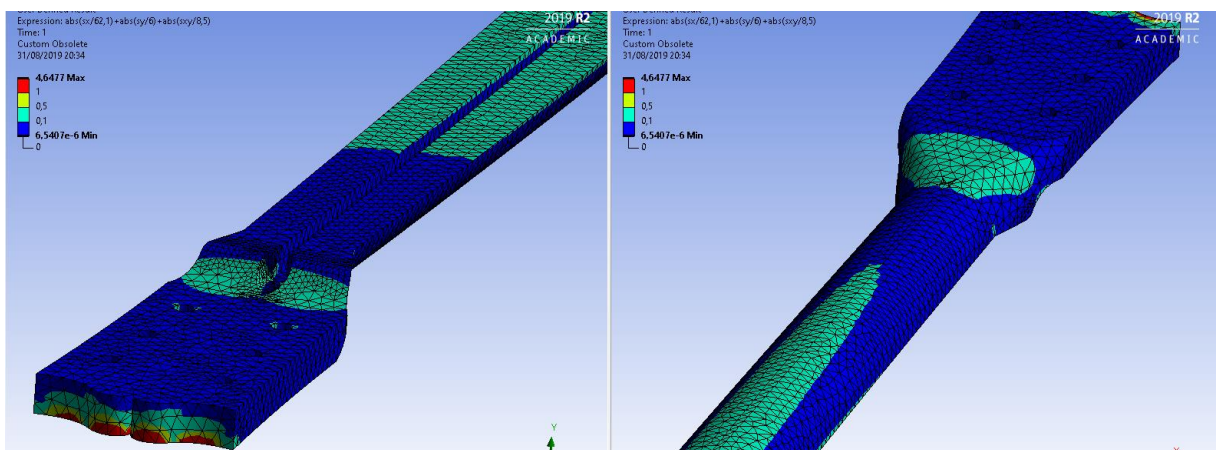 Expression: abs(sx/62,1)+abs(sy/6)+abs(sxy/8,5)
Time: 1
Custom Obsolete
31/08/2019 20:34
4,6477 Max
1
0,5
0,1
6,5407e-6 Min
0
2019 R2
ACADEMIC
Y
Expression: abs(sx/62,1)+abs(sy/6)+abs(sxy/8,5)
Time: 1
Custom Obsolete
31/08/2019 20:34
4,6477 Max
1
0,5
0,1
6,5407e-6 Min
0
2019 R2
ACADEMIC